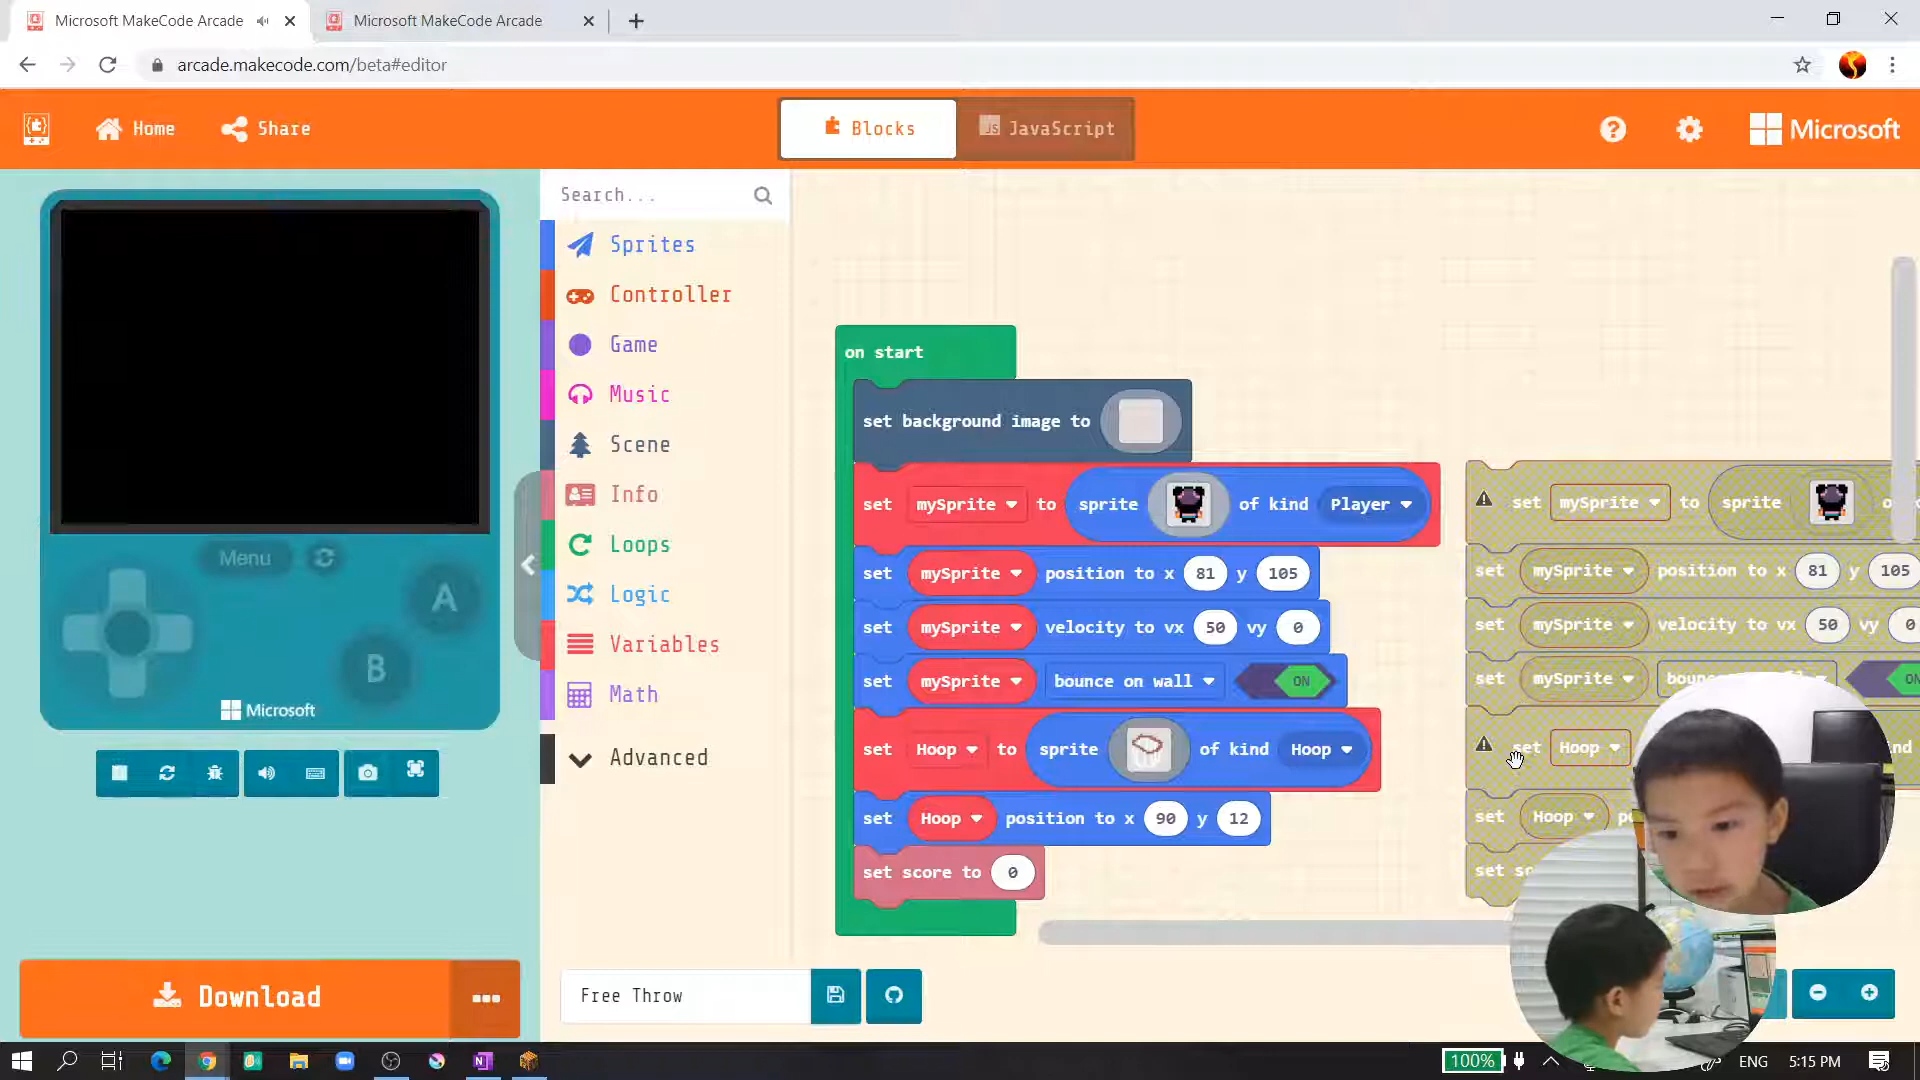 Microsoft MakeCode Arcade
Microsoft MakeCode Arcade
arcade.makecode.com/beta#editor
Home
Share
Blocks
JS
JavaScript
Microsoft
Menu
A
B
Microsoft
Download
Search...
Sprites
Controller
Game
Music
Scene
Info
Loops
Logic
Variables
Math
Advanced
on start
set background image to
set mySprite to sprite of kind Player
set mySprite position to x 81 y 105
set mySprite velocity to vx 50 vy 0
set mySprite bounce on wall ON
set Hoop to sprite of kind Hoop
set Hoop position to x 90 y 12
set score to 0
set mySprite to sprite
set mySprite position to x 81 y 105
set mySprite velocity to vx 50 vy 0
set mySprite
set Hoop
set Hoop
set
Free Throw
100%
ENG
5:15 PM